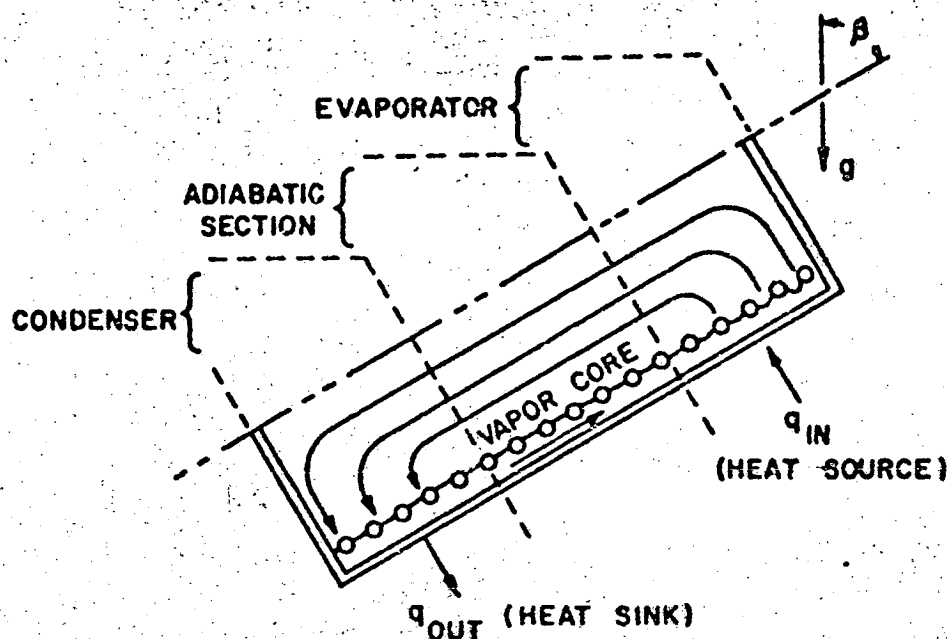 β
g
EVAPORATOR
ADIABATIC
SECTION
CONDENSER
VAPOR CORE
q IN
(HEAT SOURCE)
q OUT (HEAT SINK)